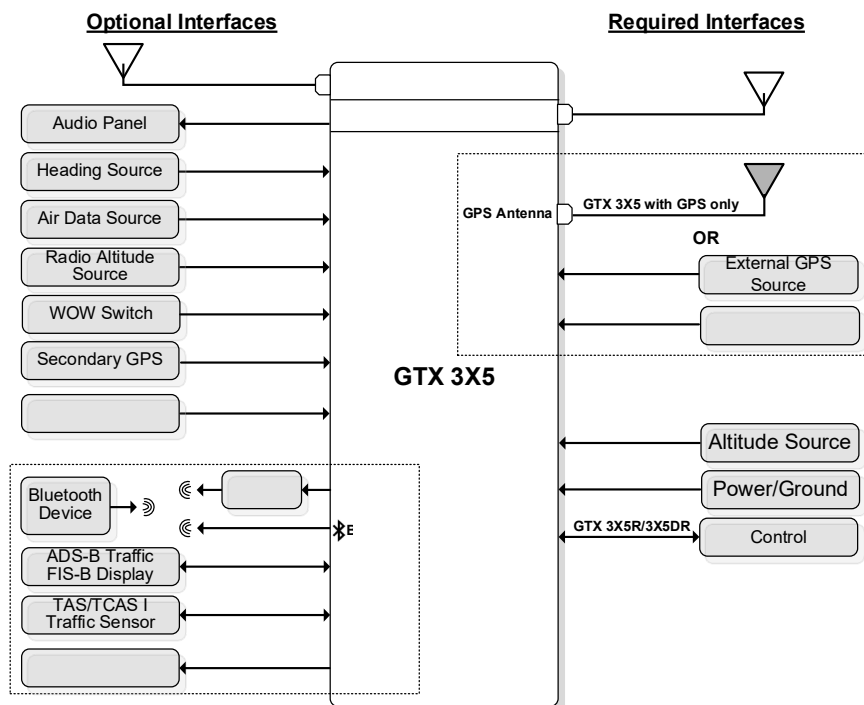 Optional Interfaces
Required Interfaces
Audio Panel
Heading Source
Air Data Source
Radio Altitude
Source
WOW Switch
Secondary GPS
GPS Antenna
GTX 3X5 with GPS only
OR
External GPS
Source
GTX 3X5
Altitude Source
Power/Ground
GTX 3X5R/3X5DR
Control
Bluetooth
Device
E
ADS-B Traffic
FIS-B Display
TAS/TCAS I
Traffic Sensor